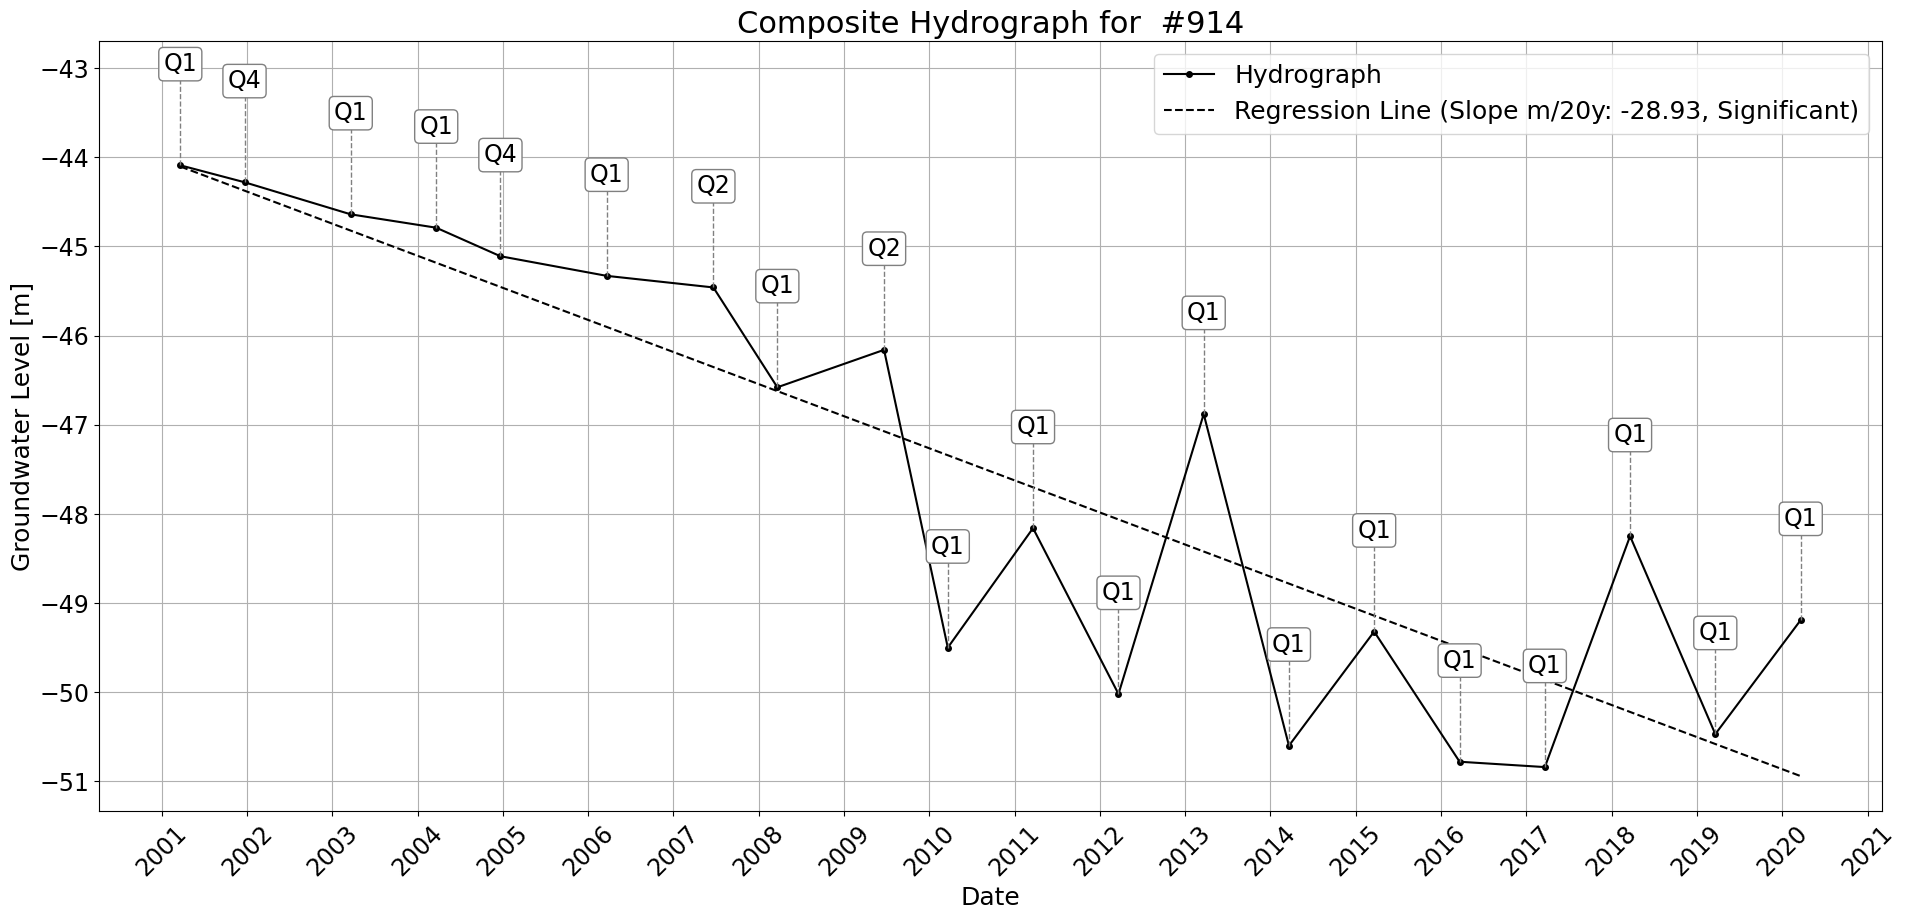 Composite Hydrograph for  #914
Hydrograph
Regression Line (Slope m/20y: -28.93, Significant)
Groundwater Level [m]
−43
−44
−45
−46
−47
−48
−49
−50
−51
Q1
Q4
Q1
Q1
Q4
Q1
Q2
Q1
Q2
Q1
Q1
Q1
Q1
Q1
Q1
Q1
Q1
Q1
Q1
Q1
2001
2002
2003
2004
2005
2006
2007
2008
2009
2010
2011
2012
2013
2014
2015
2016
2017
2018
2019
2020
2021
Date